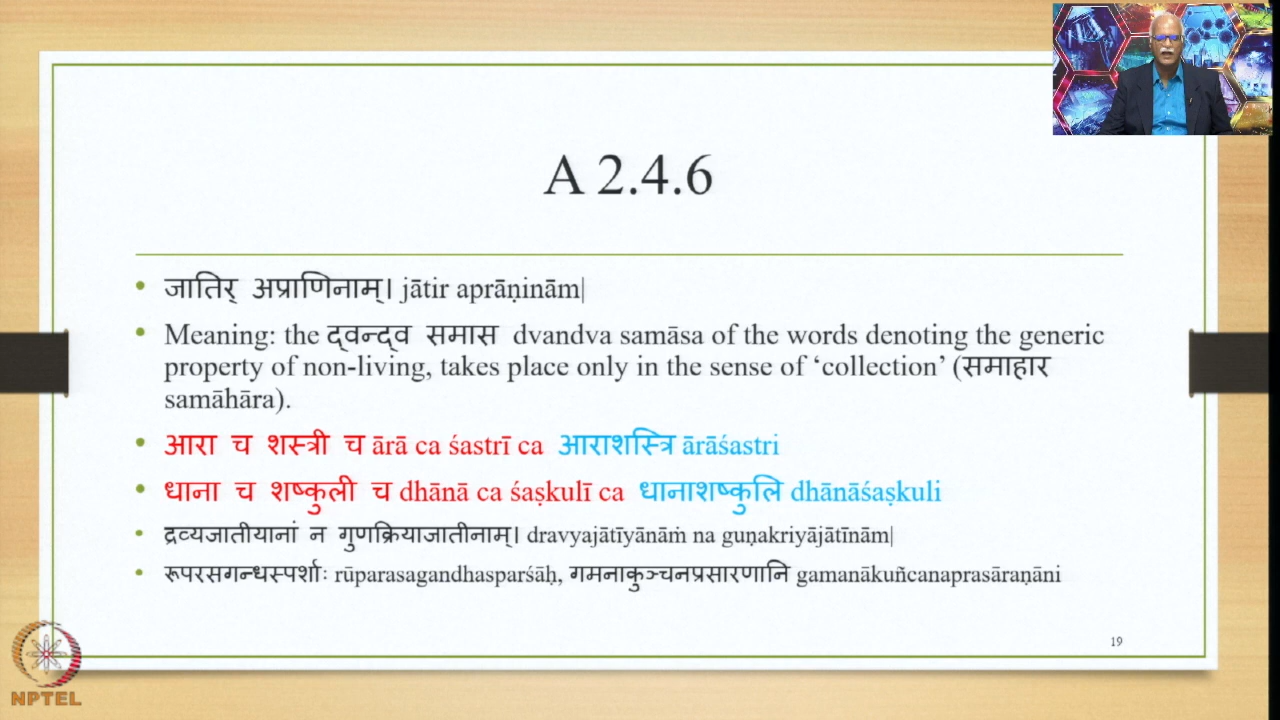 A 2.4.6
• जातिर् अप्राणिनाम्। jātir aprāṇinām|
• Meaning: the द्वन्द्व समास dvandva samāsa of the words denoting the generic
property of non-living, takes place only in the sense of ‘collection’ (समाहार
samāhāra).
• आरा च शस्त्री च ārā ca śastrī ca आराशस्त्रि ārāśastri
• धाना च शष्कुली च dhānā ca śaṣkulī ca धानाशष्कुलि dhānāśaṣkuli
• द्रव्यजातीयानां न गुणक्रियाजातीनाम्। dravyajātīyānāṁ na guṇakriyājātīnām|
• रूपरसगन्धस्पर्शाः rūparasagandhasparśāḥ, गमनाकुञ्चनप्रसारणानि gamanākuñcanaprasāraṇāni
19
NPTEL